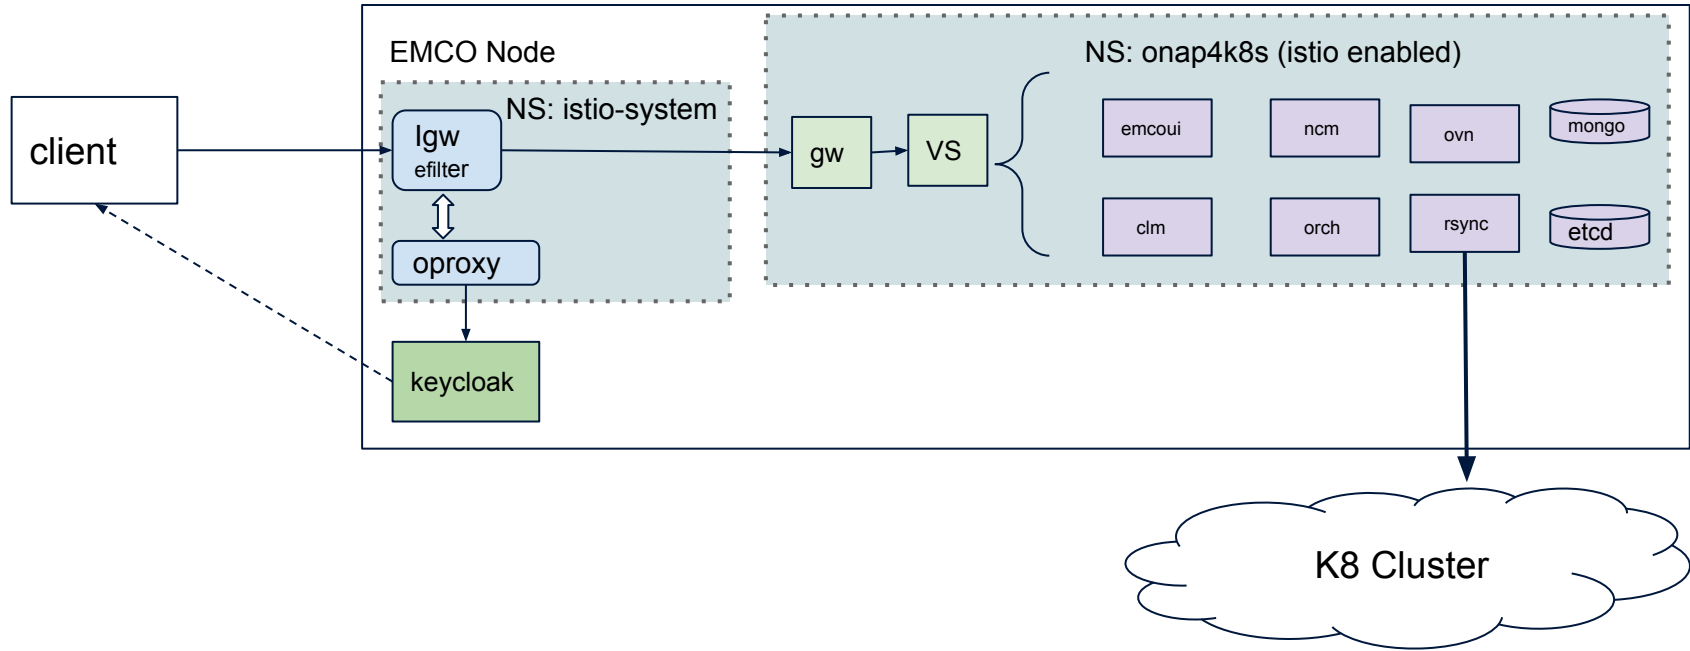 EMCO Node
NS: onap4k8s (istio enabled)
NS: istio-system
client
Igw
efilter
gw
VS
emcoui
ncm
ovn
mongo
clm
orch
rsync
etcd
oproxy
keycloak
K8 Cluster